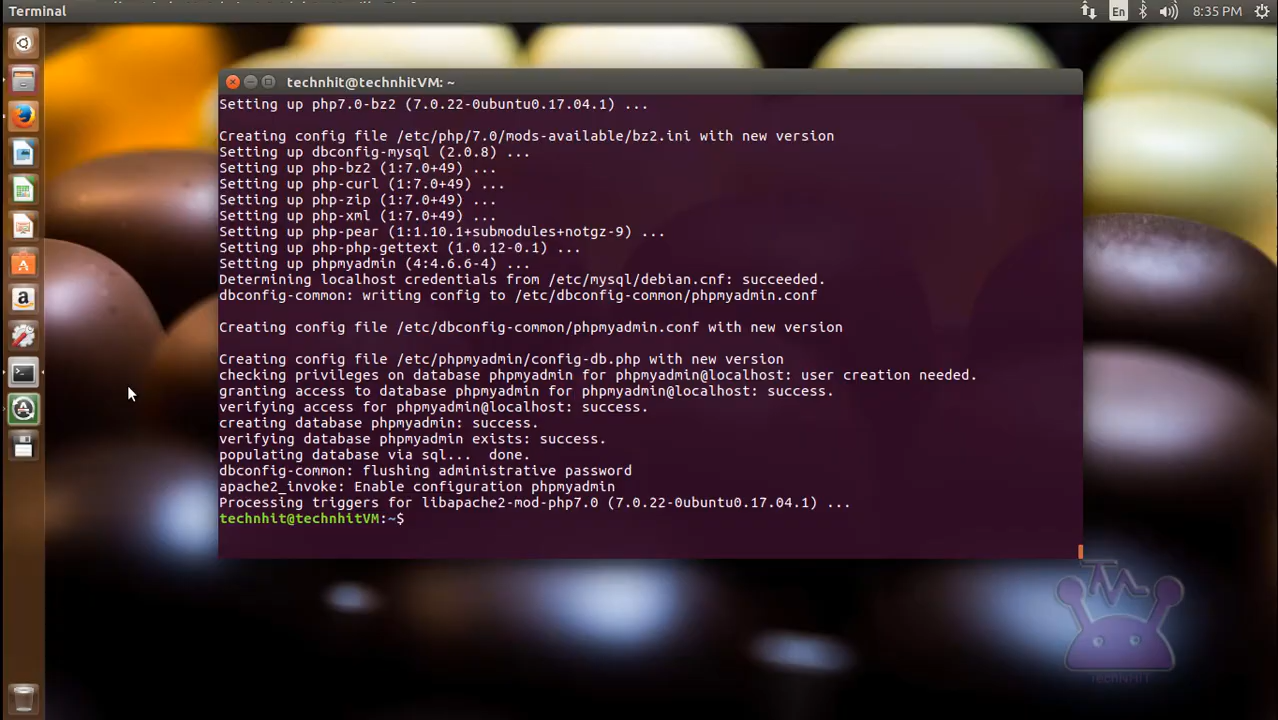 Terminal
En
8:35 PM
technhit@technhitVM: ~
Setting up php7.0-bz2 (7.0.22-0ubuntu0.17.04.1) ...
Creating config file /etc/php/7.0/mods-available/bz2.ini with new version
Setting up dbconfig-mysql (2.0.8) ...
Setting up php-bz2 (1:7.0+49) ...
Setting up php-curl (1:7.0+49) ...
Setting up php-zip (1:7.0+49) ...
Setting up php-xml (1:7.0+49) ...
Setting up php-pear (1:1.10.1+submodules+notgz-9) ...
Setting up php-php-gettext (1.0.12-0.1) ...
Setting up phpmyadmin (4:4.6.6-4) ...
Determining localhost credentials from /etc/mysql/debian.cnf: succeeded.
dbconfig-common: writing config to /etc/dbconfig-common/phpmyadmin.conf
Creating config file /etc/dbconfig-common/phpmyadmin.conf with new version
Creating config file /etc/phpmyadmin/config-db.php with new version
checking privileges on database phpmyadmin for phpmyadmin@localhost: user creation needed.
granting access to database phpmyadmin for phpmyadmin@localhost: success.
verifying access for phpmyadmin@localhost: success.
creating database phpmyadmin: success.
verifying database phpmyadmin exists: success.
populating database via sql...  done.
dbconfig-common: flushing administrative password
apache2_invoke: Enable configuration phpmyadmin
Processing triggers for libapache2-mod-php7.0 (7.0.22-0ubuntu0.17.04.1) ...
technhit@technhitVM:~$
TechNHiT